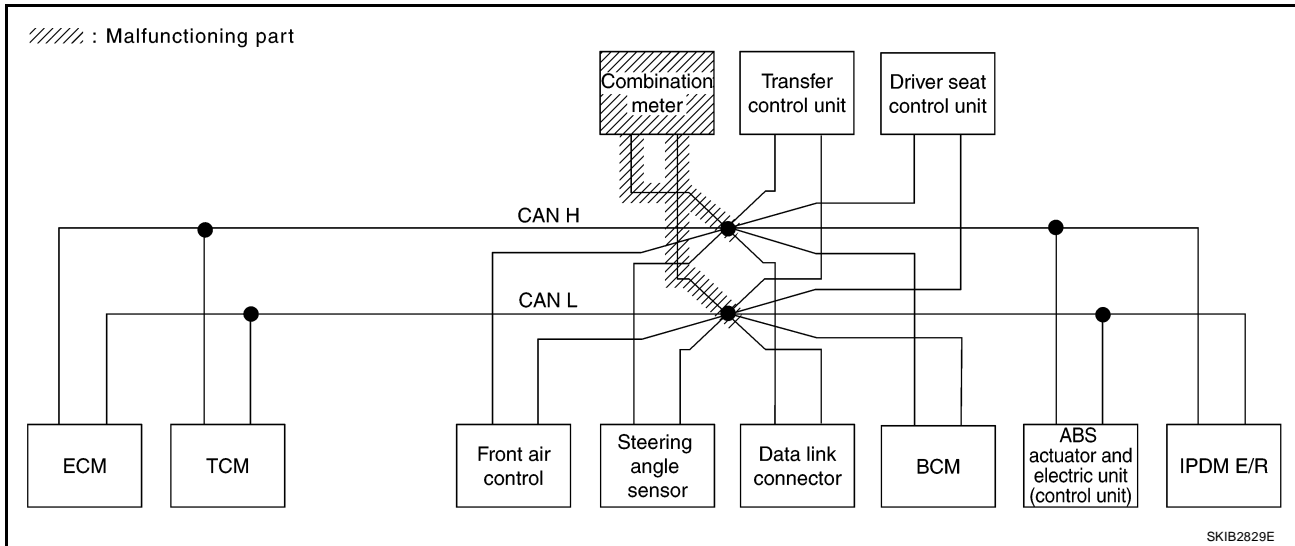 : Malfunctioning part
Combination
meter
Transfer
control unit
Driver seat
control unit
CAN H
CAN L
ECM
TCM
Front air
control
Steering
angle
sensor
Data link
connector
BCM
ABS
actuator and
electric unit
(control unit)
IPDM E/R
SKIB2829E